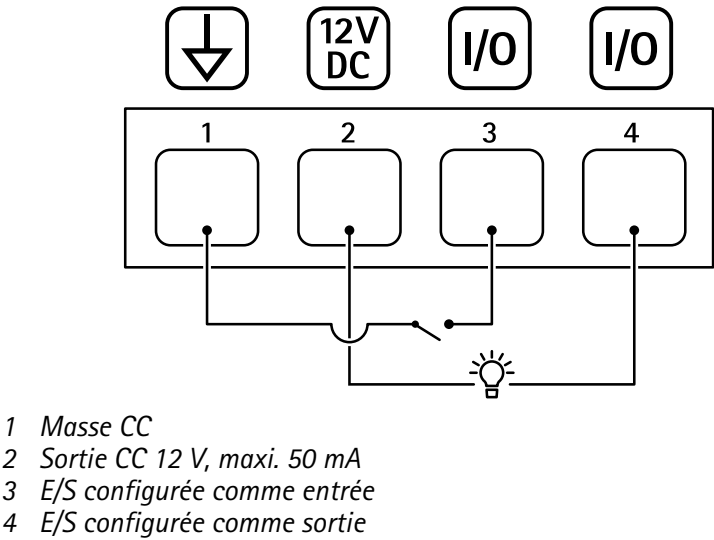 12V
DC
I/O
I/O
1
2
3
4
1 Masse CC
2 Sortie CC 12 V, maxi. 50 mA
3 E/S configurée comme entrée
4 E/S configurée comme sortie